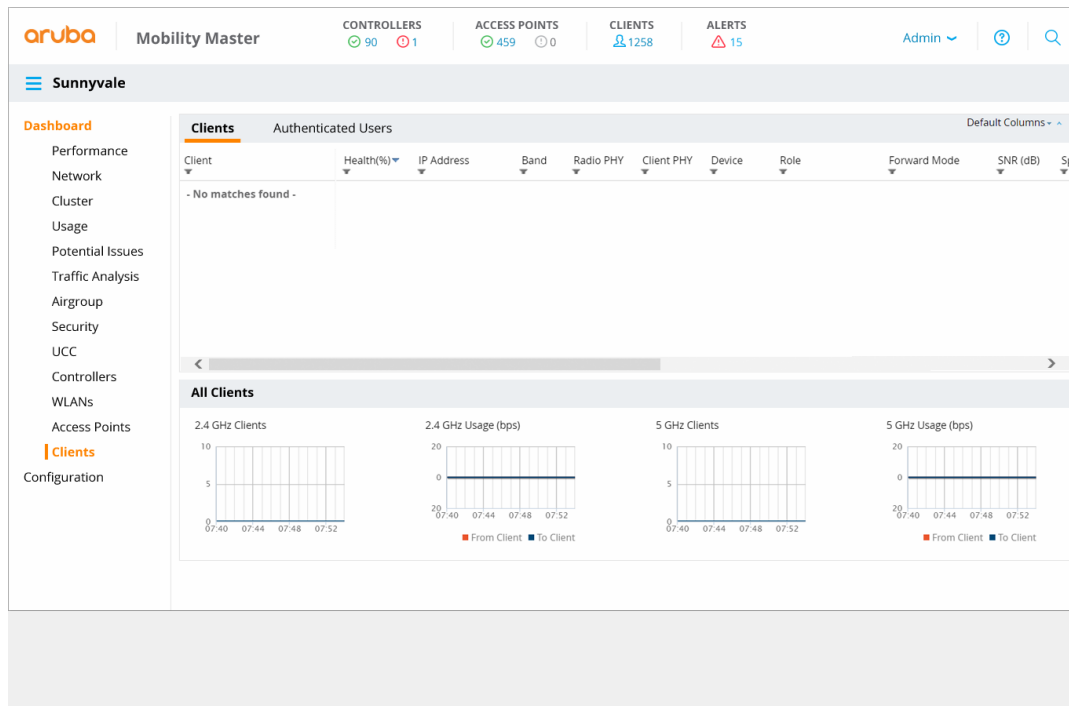 aruba Mobility Master CONTROLLERS ACCESS POINTS CLIENTS ALERTS
90 1 459 0 1258 15 Admin
Sunnyvale
Dashboard
Performance
Network
Cluster
Usage
Potential Issues
Traffic Analysis
Airgroup
Security
UCC
Controllers
WLANs
Access Points
Clients
Configuration
Clients Authenticated Users Default Columns
Client Health(%) IP Address Band Radio PHY Client PHY Device Role Forward Mode SNR (dB) Sp
- No matches found -
All Clients
2.4 GHz Clients
10
5
0
07:40 07:44 07:48 07:52
2.4 GHz Usage (bps)
20
0
20
07:40 07:44 07:48 07:52
From Client To Client
5 GHz Clients
10
5
0
07:40 07:44 07:48 07:52
5 GHz Usage (bps)
20
0
20
07:40 07:44 07:48 07:52
From Client To Client